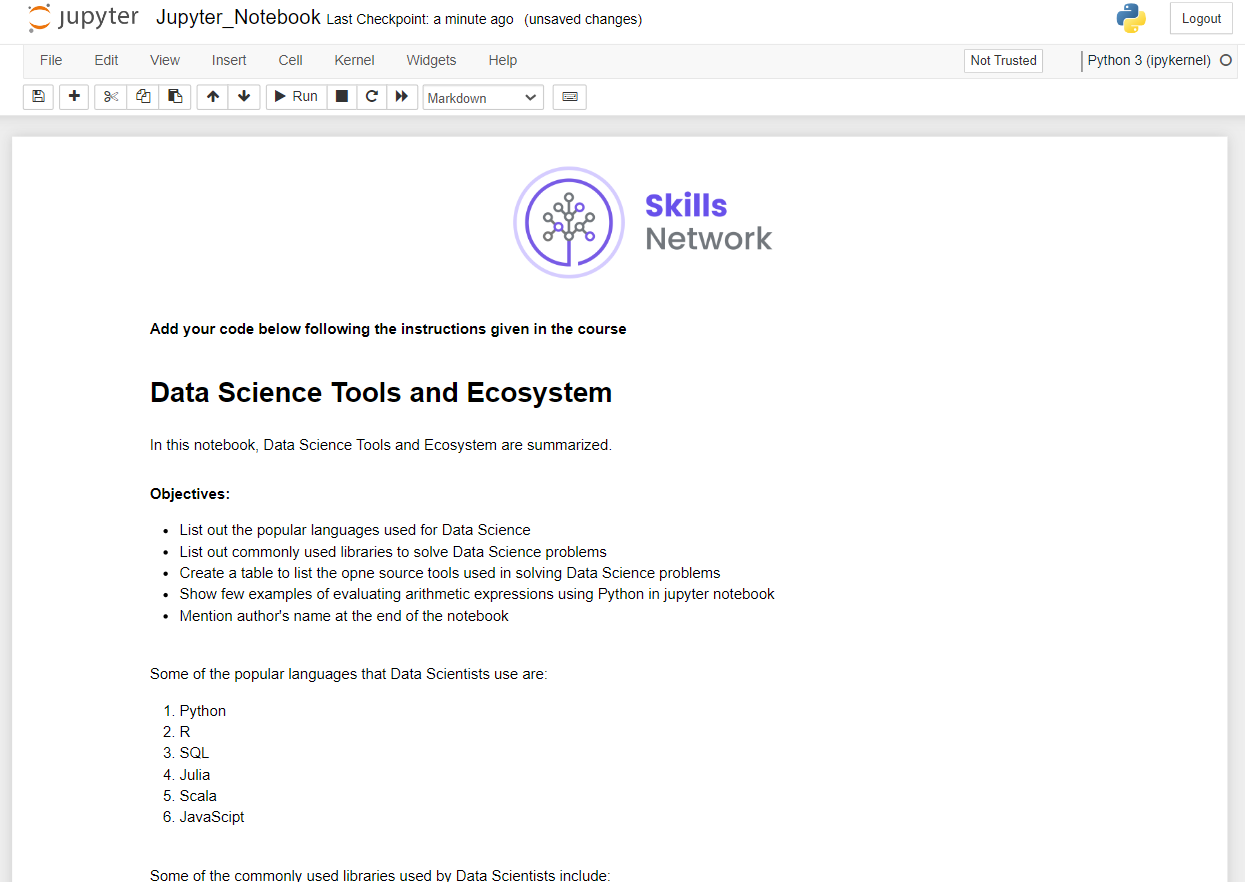 jupyter Jupyter_Notebook Last Checkpoint: a minute ago (unsaved changes) Logout
File Edit View Insert Cell Kernel Widgets Help Not Trusted Python 3 (ipykernel)
Run Markdown
Skills
Network
Add your code below following the instructions given in the course
Data Science Tools and Ecosystem
In this notebook, Data Science Tools and Ecosystem are summarized.
Objectives:
• List out the popular languages used for Data Science
• List out commonly used libraries to solve Data Science problems
• Create a table to list the opne source tools used in solving Data Science problems
• Show few examples of evaluating arithmetic expressions using Python in jupyter notebook
• Mention author's name at the end of the notebook
Some of the popular languages that Data Scientists use are:
1. Python
2. R
3. SQL
4. Julia
5. Scala
6. JavaScipt
Some of the commonly used libraries used by Data Scientists include: